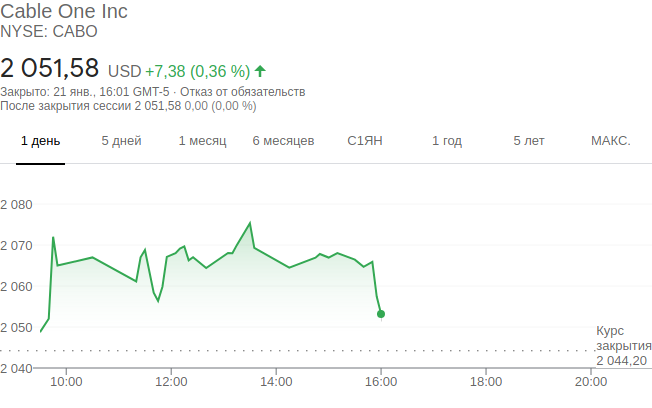 Cable One Inc
NYSE: CABO
2 051,58 USD +7,38 (0,36 %)
Закрыто: 21 янв., 16:01 GMT-5 · Отказ от обязательств
После закрытия сессии 2 051,58 0,00 (0,00 %)
1 день 5 дней 1 месяц 6 месяцев С1ЯН 1 год 5 лет МАКС.
2 080
2 070
2 060
2 050
Курс
закрытия
2 044,20
2 040
10:00 12:00 14:00 16:00 18:00 20:00